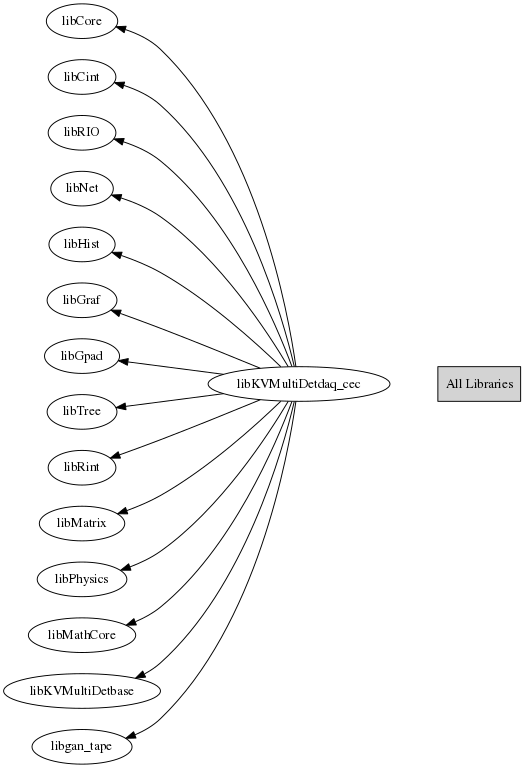 libCore
libCint
libRIO
libNet
libHist
libGraf
libGpad
libKVMultiDetdaq_cec
All Libraries
libTree
libRint
libMatrix
libPhysics
libMathCore
libKVMultiDetbase
libgan_tape